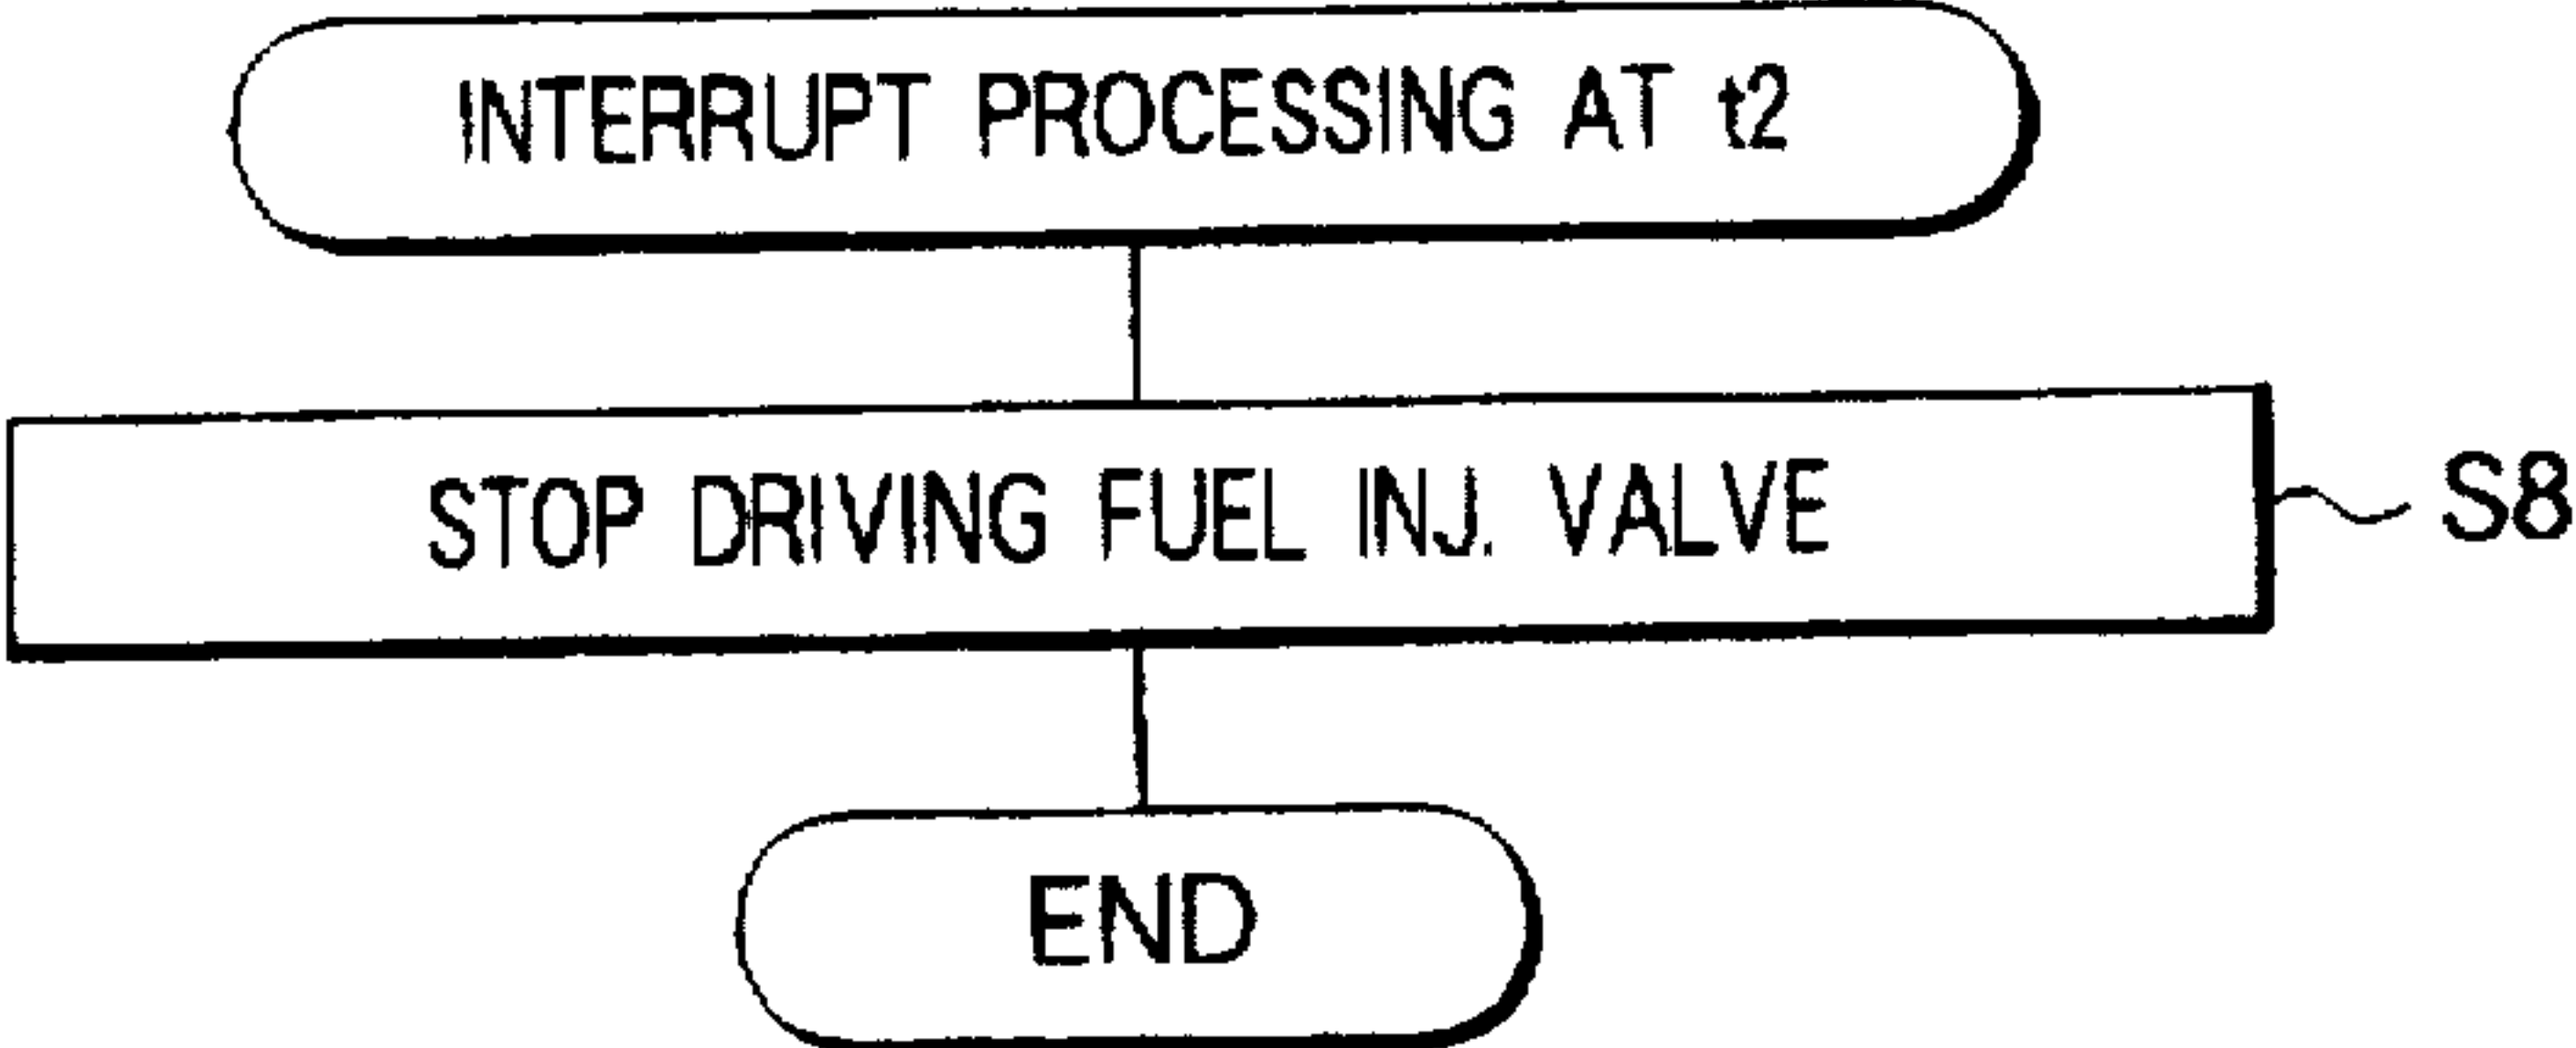 INTERRUPT PROCESSING AT t2
STOP DRIVING FUEL INJ. VALVE
S8
END